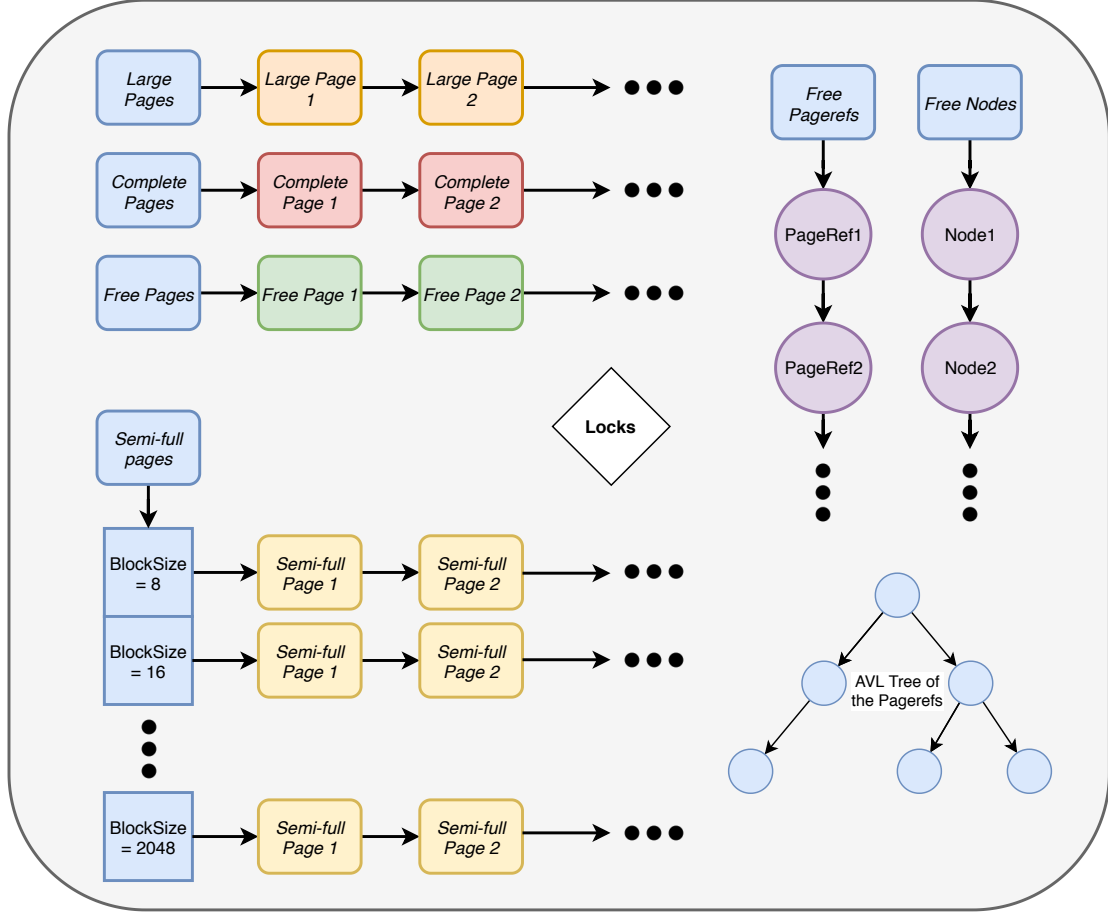 Large
Pages
Large Page
1
Large Page
2
Complete
Pages
Complete
Page 1
Complete
Page 2
Free Pages
Free Page 1
Free Page 2
Free
Pagerefs
Free Nodes
PageRef1
Node1
PageRef2
Node2
Locks
Semi-full
pages
BlockSize
= 8
Semi-full
Page 1
Semi-full
Page 2
BlockSize
= 16
Semi-full
Page 1
Semi-full
Page 2
BlockSize
= 2048
Semi-full
Page 1
Semi-full
Page 2
AVL Tree of
the Pagerefs